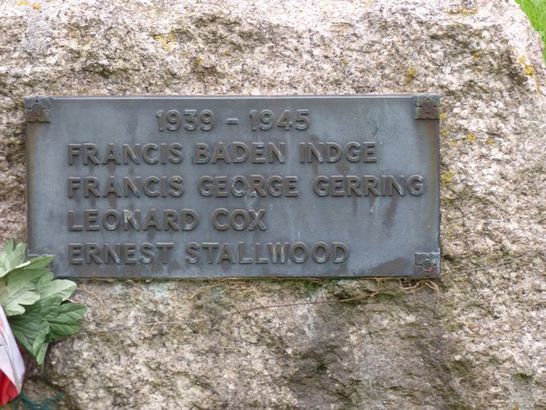 1939 - 1945
FRANCIS BADEN INDGE
FRANCIS GEORGE GERRING
LEONARD COX
ERNEST STALLWOOD